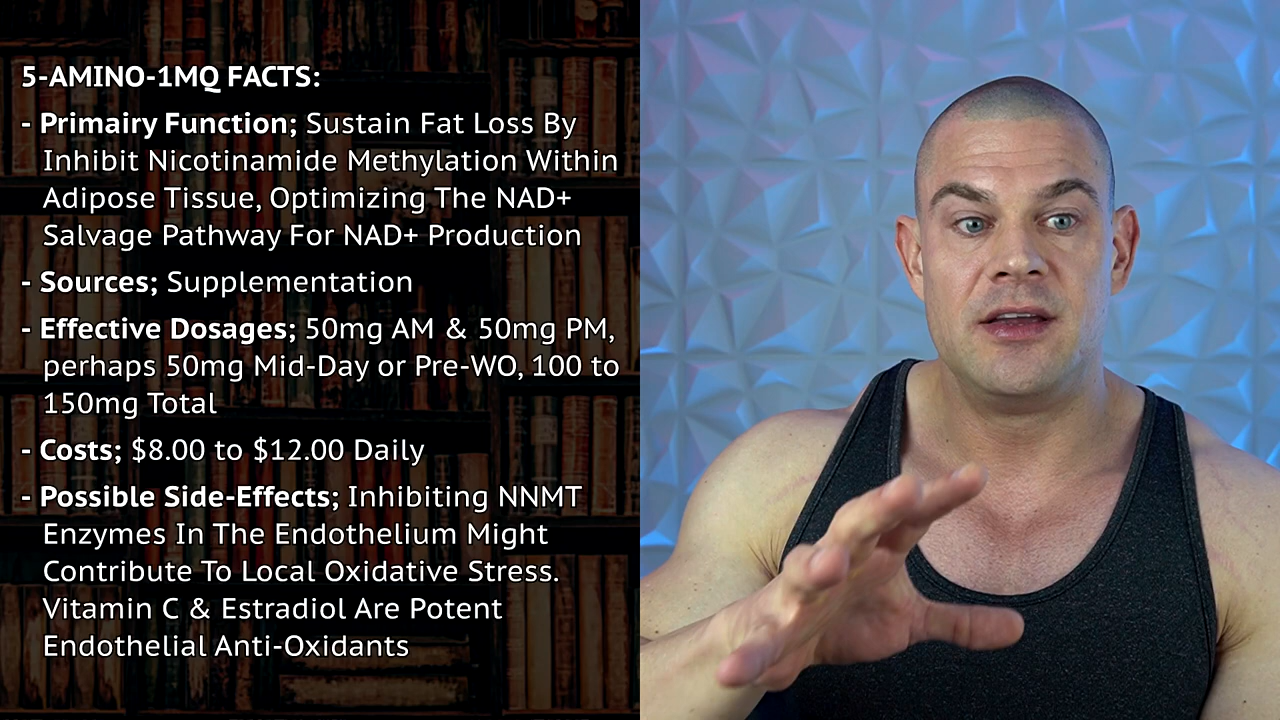 5-AMINO-1MQ FACTS:
- Primairy Function; Sustain Fat Loss By
Inhibit Nicotinamide Methylation Within
Adipose Tissue, Optimizing The NAD+
Salvage Pathway For NAD+ Production
- Sources; Supplementation
- Effective Dosages; 50mg AM & 50mg PM,
perhaps 50mg Mid-Day or Pre-WO, 100 to
150mg Total
- Costs; $8.00 to $12.00 Daily
- Possible Side-Effects; Inhibiting NNMT
Enzymes In The Endothelium Might
Contribute To Local Oxidative Stress.
Vitamin C & Estradiol Are Potent
Endothelial Anti-Oxidants